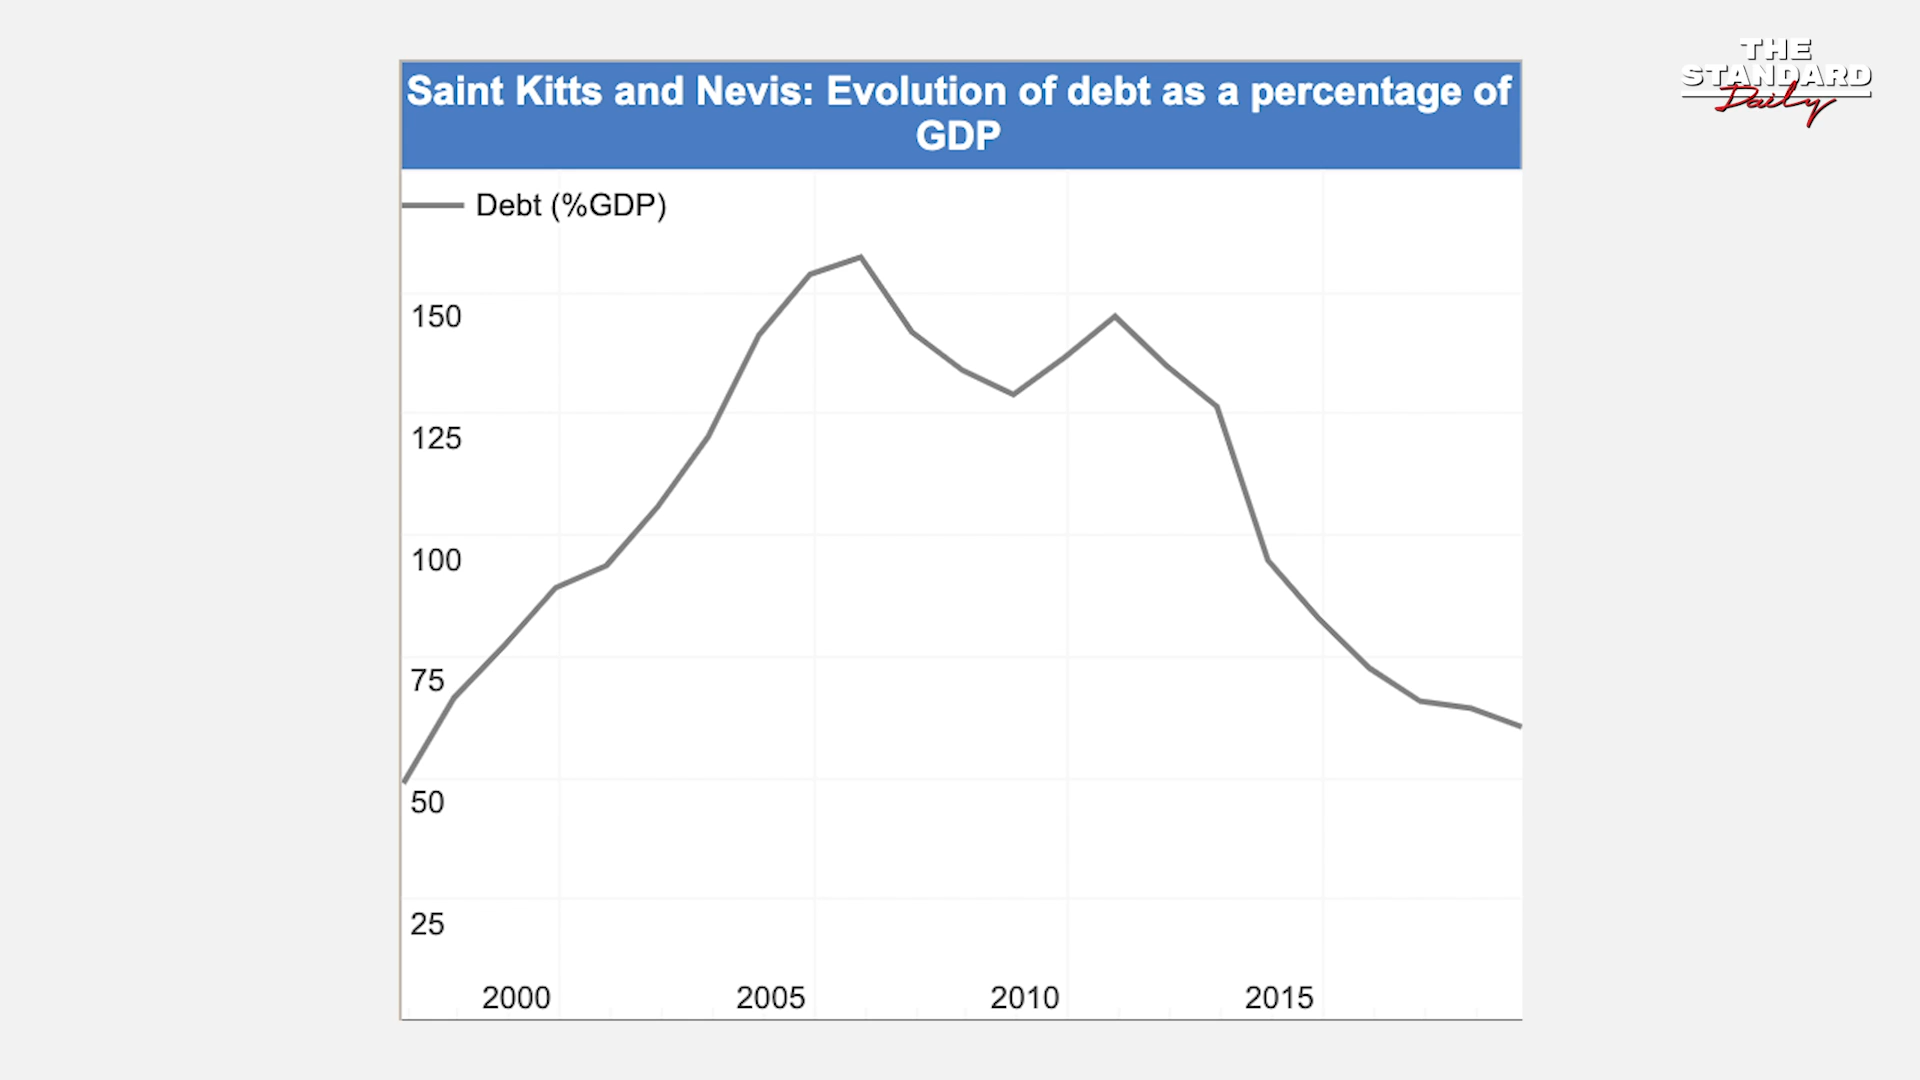 THE
STANDARD
Daily
Saint Kitts and Nevis: Evolution of debt as a percentage of
GDP
Debt (%GDP)
150
125
100
75
50
25
2000 2005 2010 2015